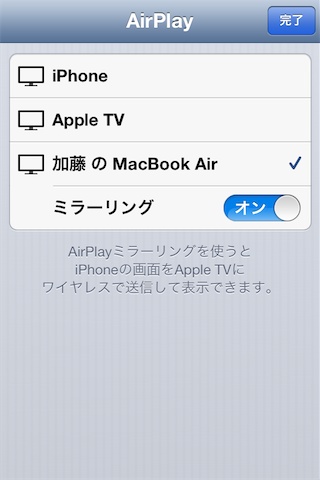 AirPlay
完了
iPhone
Apple TV
加藤 の MacBook Air
ミラーリング
オン
AirPlayミラーリングを使うと
iPhoneの画面をApple TVに
ワイヤレスで送信して表示できます。